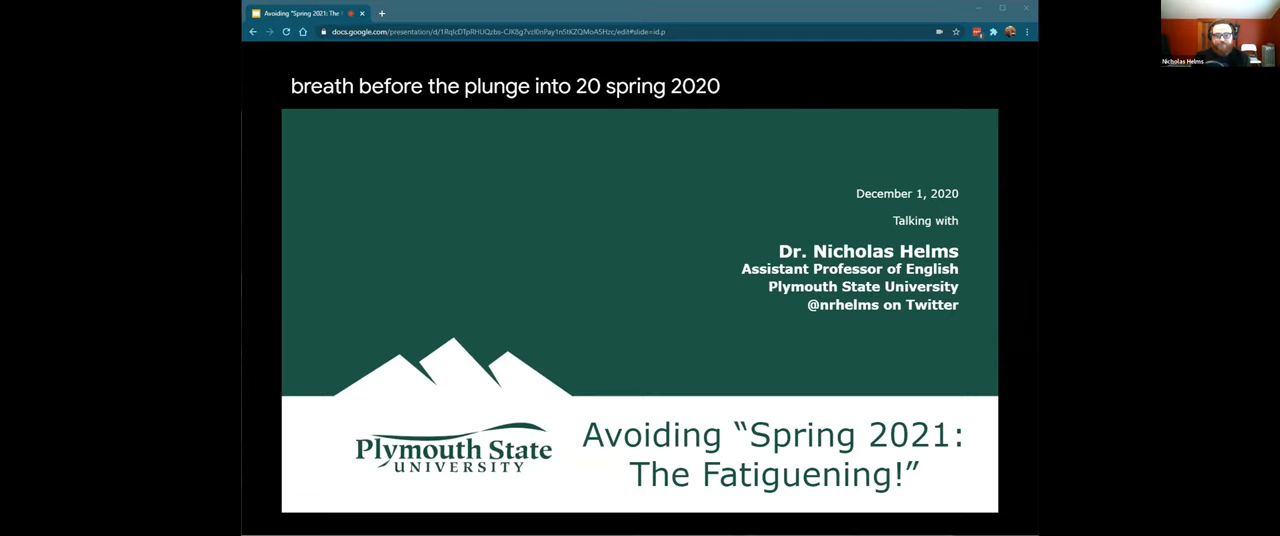 Avoiding "Spring 2021: The F
Nicholas Helms
breath before the plunge into 20 spring 2020
December 1, 2020
Talking with
Dr. Nicholas Helms
Assistant Professor of English
Plymouth State University
@nrhelms on Twitter
Plymouth State
UNIVERSITY
Avoiding “Spring 2021:
The Fatiguening!”